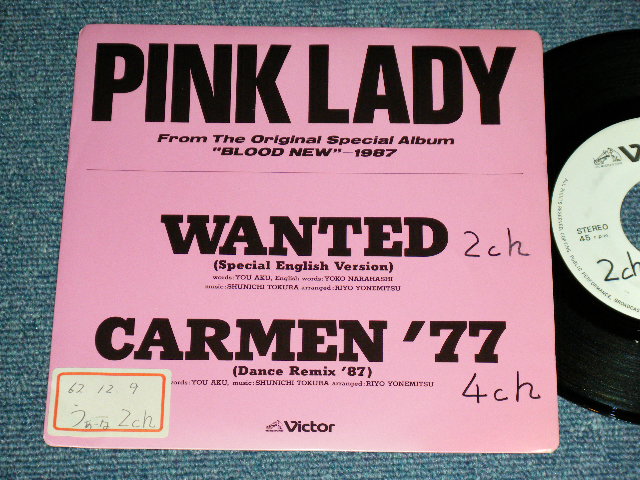 PINK LADY
From The Original Special Album
"BLOOD NEW"—1987
WANTED 2ch
(Special English Version)
words:YOU AKU, English words:YOKO NARAHASHI
music:SHUNICHI TOKURA arranged:RIYO YONEMITSU
CARMEN '77
(Dance Remix '87)
words:YOU AKU, music:SHUNICHI TOKURA arranged:RIYO YONEMITSU
4ch
62.12.9
2ch
Victor
V
STEREO
45 r.p.m.
2ch